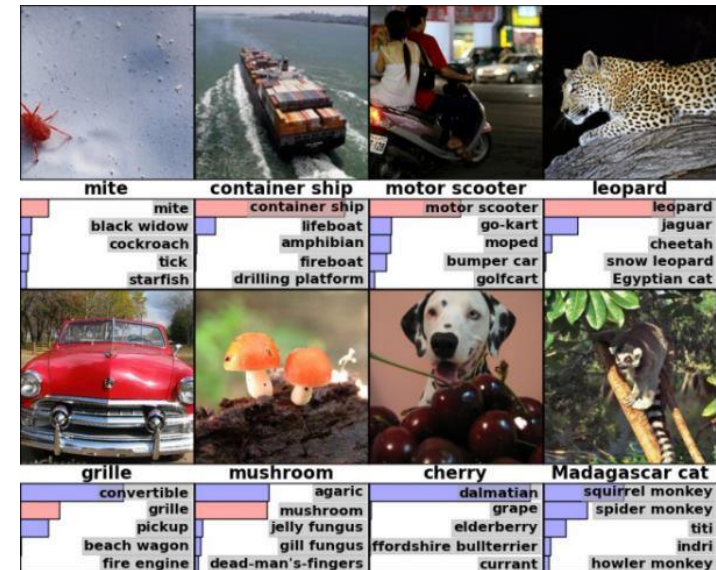 mite
container ship
motor scooter
leopard
mite
black widow
cockroach
tick
starfish
container ship
lifeboat
amphibian
fireboat
drilling platform
motor scooter
go-kart
moped
bumper car
golfcart
leopard
jaguar
cheetah
snow leopard
Egyptian cat
grille
mushroom
cherry
Madagascar cat
convertible
grille
pickup
beach wagon
fire engine
agaric
mushroom
jelly fungus
gill fungus
dead-man's-fingers
dalmatian
grape
elderberry
ffordshire bullterrier
currant
squirrel monkey
spider monkey
titi
indri
howler monkey